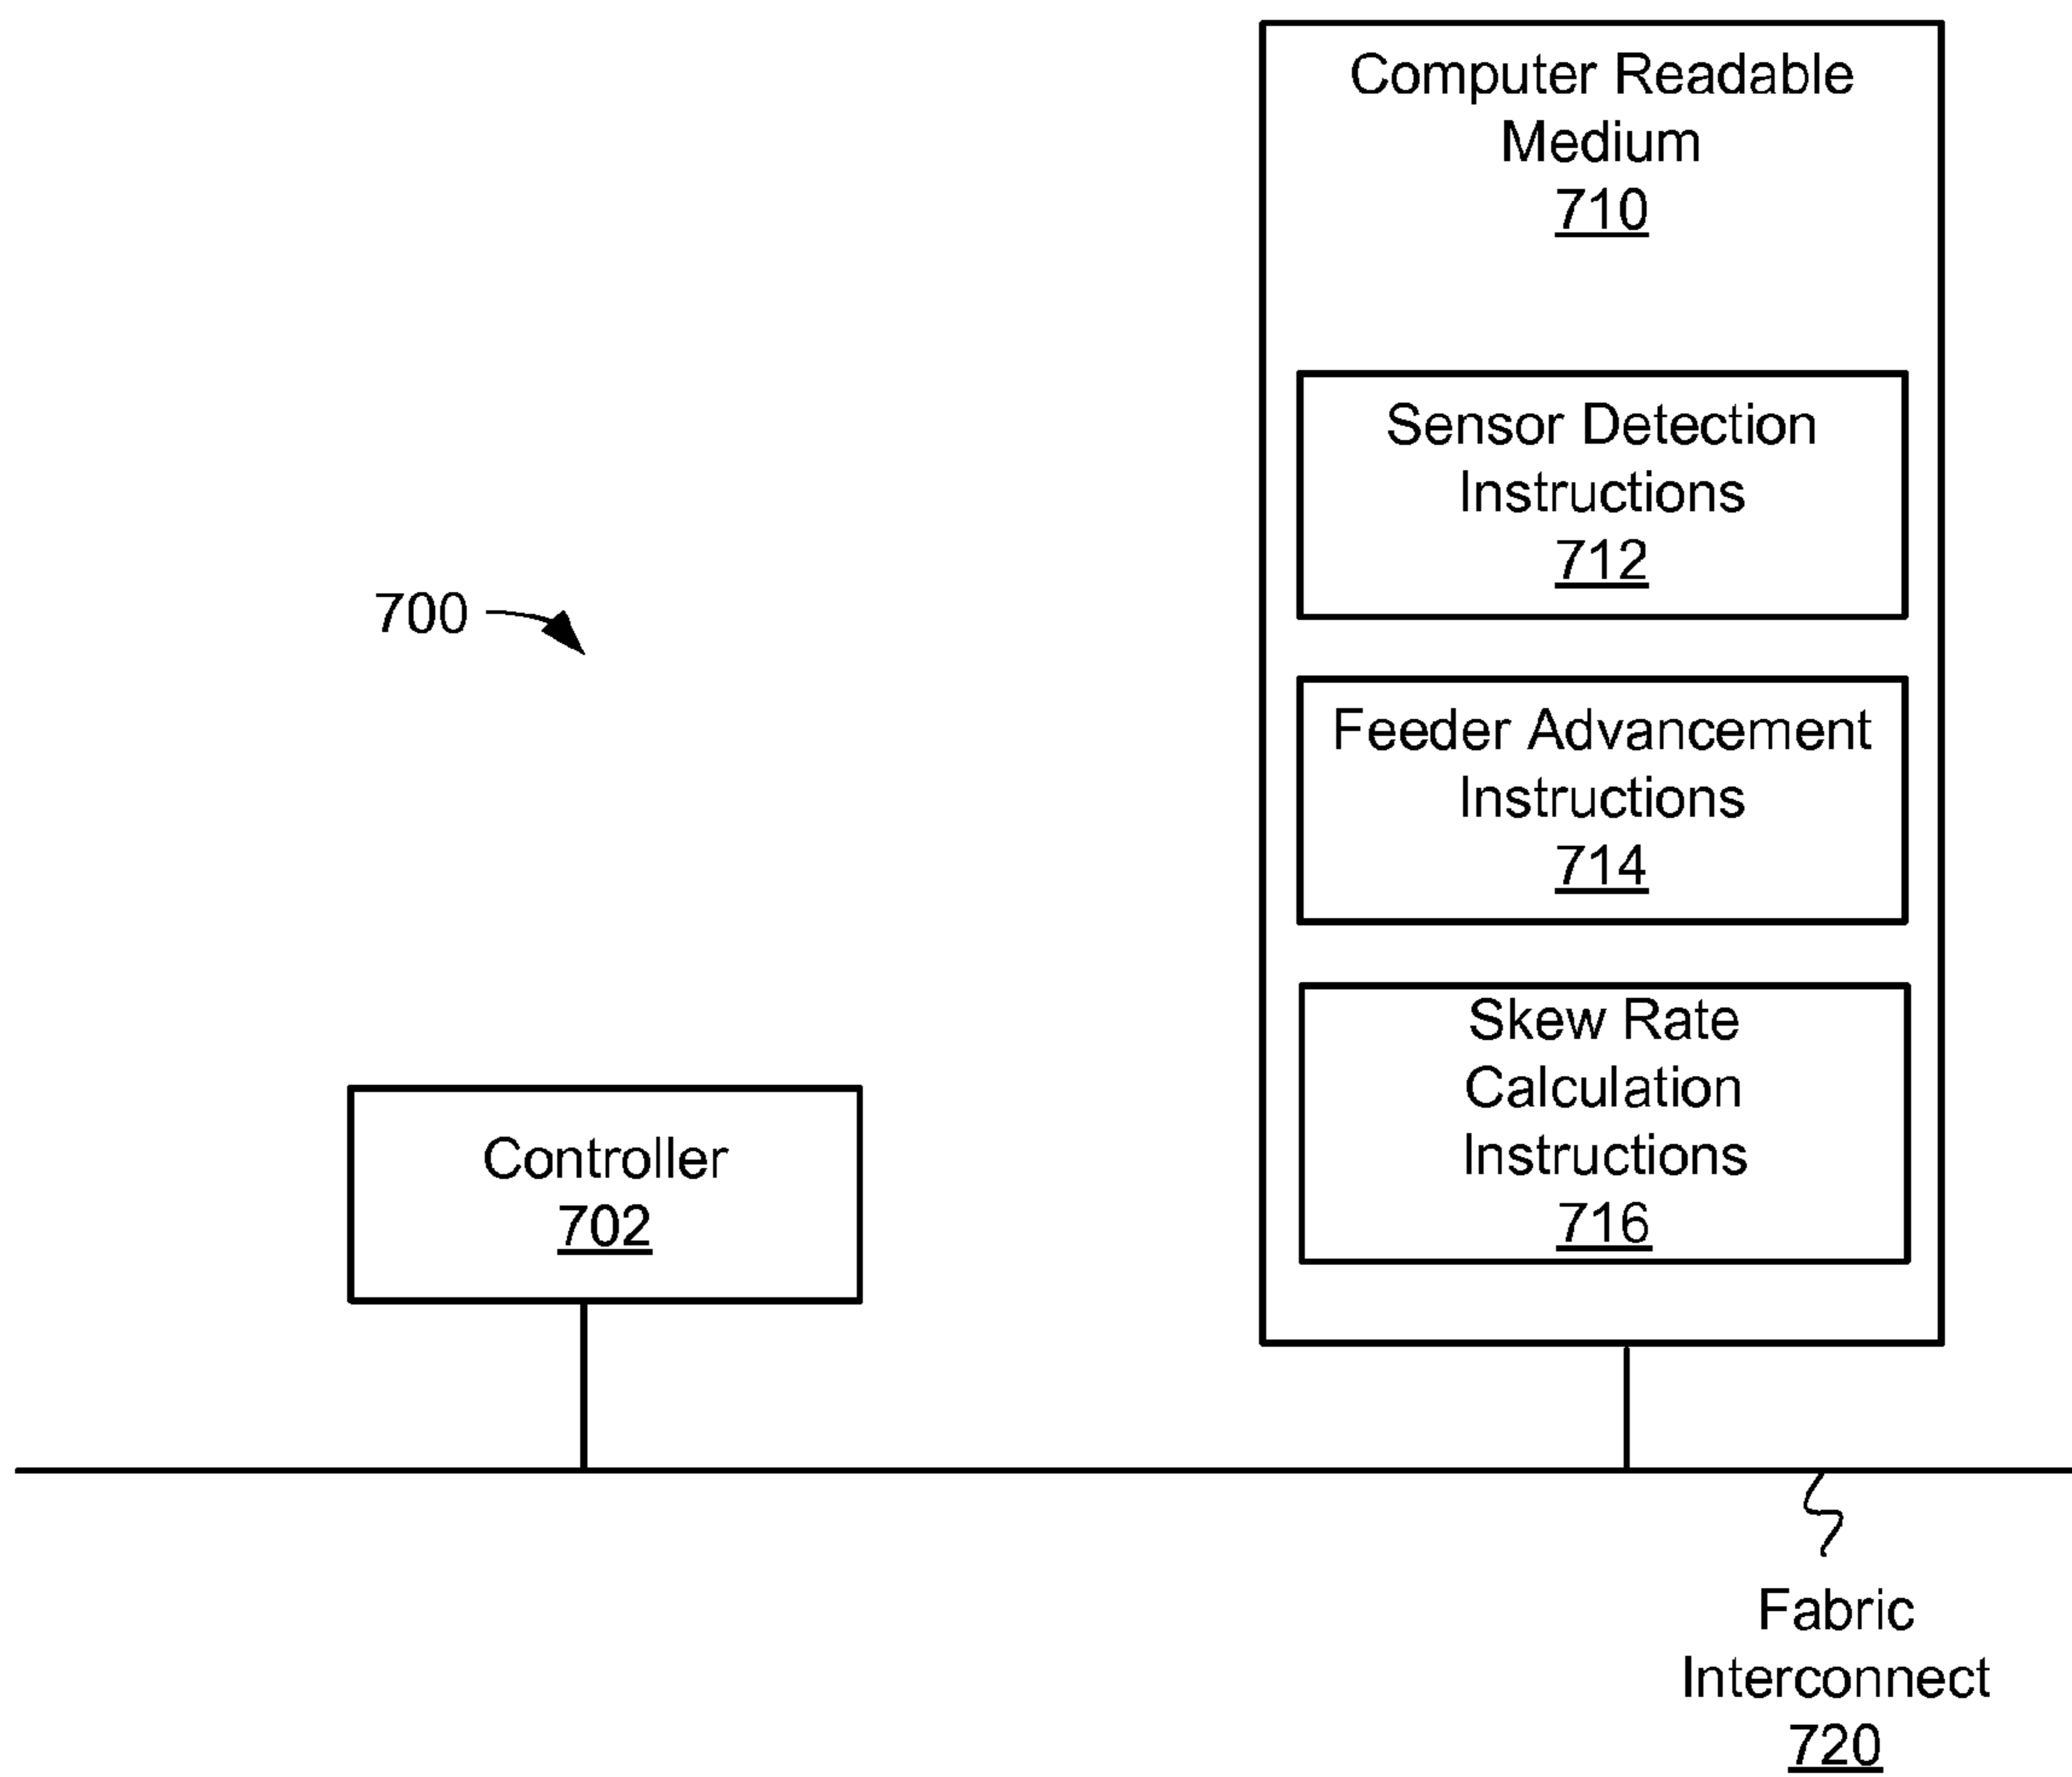 Computer Readable
Medium
710
Sensor Detection
Instructions
712
700
Feeder Advancement
Instructions
714
Skew Rate
Calculation
Instructions
716
Controller
702
Fabric
Interconnect
720